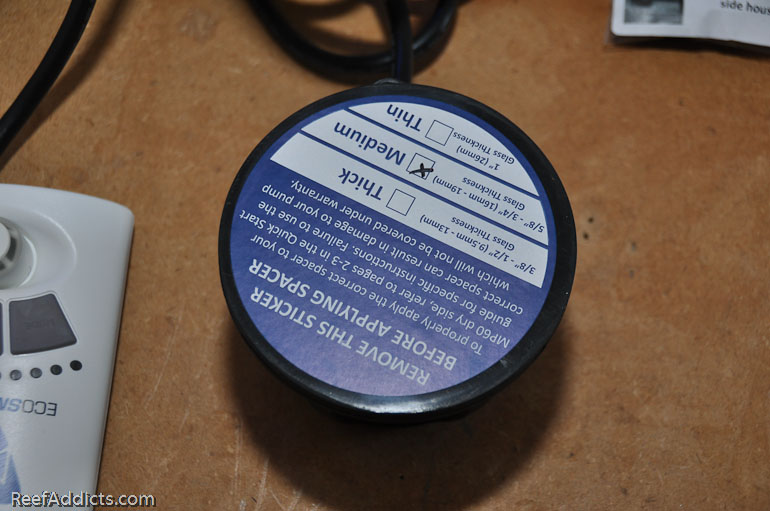 REMOVE THIS STICKER
BEFORE APPLYING SPACER
To properly apply the correct spacer to your
MP60 dry side, refer to pages 2-3 in the Quick Start
guide for specific instructions. Failure to use the
correct spacer can result in damage to your pump
which will not be covered under warranty.
3/8" - 1/2" (9.5mm - 13mm)
Glass Thickness
Thick
5/8" - 3/4" (16mm - 19mm)
Glass Thickness
Medium
1" (26mm)
Glass Thickness
Thin
side hous
ECOSM
ReefAddicts.com